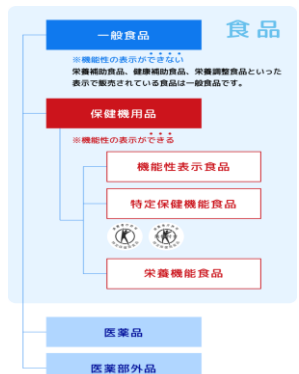 食品
一般食品
※機能性の表示ができない
栄養補助食品、健康補助食品、栄養調整食品といった
表示で販売されている食品は一般食品です。
保健機用品
※機能性の表示ができる
機能性表示食品
特定保健機能食品
栄養機能食品
医薬品
医薬部外品